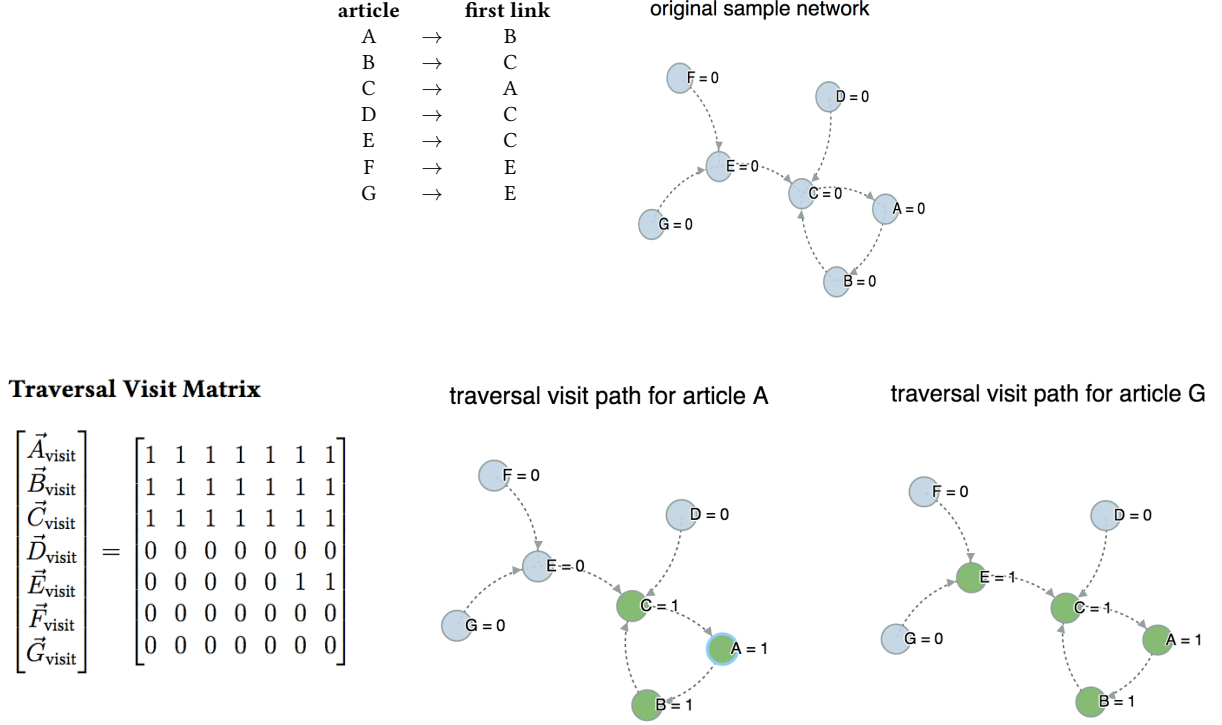 article first link
A → B
B → C
C → A
D → C
E → C
F → E
G → E
original sample network
F = 0
D = 0
E = 0
C = 0
A = 0
G = 0
B = 0
Traversal Visit Matrix
A⃗visit 1 1 1 1 1 1 1
B⃗visit 1 1 1 1 1 1 1
C⃗visit 1 1 1 1 1 1 1
D⃗visit = 0 0 0 0 0 0 0
E⃗visit 0 0 0 0 0 1 1
F⃗visit 0 0 0 0 0 0 0
G⃗visit 0 0 0 0 0 0 0
traversal visit path for article A
F = 0
D = 0
E = 0
C = 1
G = 0
A = 1
B = 1
traversal visit path for article G
F = 0
D = 0
E = 1
C = 1
G = 0
A = 1
B = 1